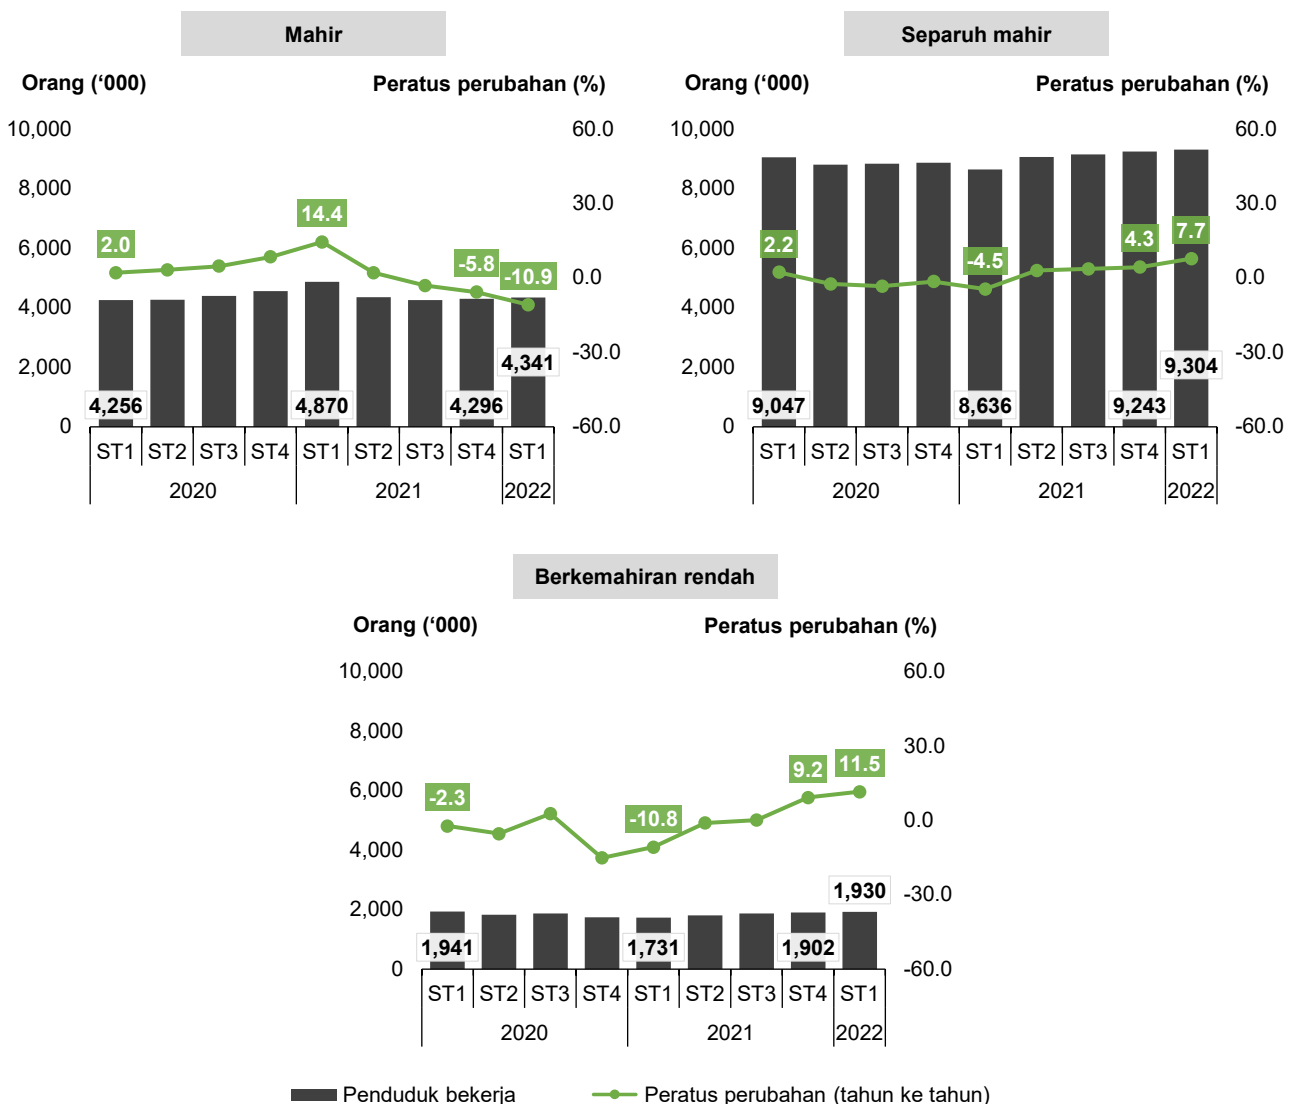 Mahir
Orang (‘000) Peratus perubahan (%)
10,000 60.0
8,000 30.0
6,000 0.0
4,000 -30.0
2,000 -60.0
0
2.0 14.4 -5.8 -10.9
4,256 4,870 4,296 4,341
ST1 ST2 ST3 ST4 ST1 ST2 ST3 ST4 ST1
2020 2021 2022
Separuh mahir
Orang (‘000) Peratus perubahan (%)
10,000 60.0
8,000 30.0
6,000 0.0
4,000 -30.0
2,000 -60.0
0
2.2 -4.5 4.3 7.7
9,047 8,636 9,243 9,304
ST1 ST2 ST3 ST4 ST1 ST2 ST3 ST4 ST1
2020 2021 2022
Berkemahiran rendah
Orang (‘000) Peratus perubahan (%)
10,000 60.0
8,000 30.0
6,000 0.0
4,000 -30.0
2,000 -60.0
0
-2.3 -10.8 9.2 11.5
1,941 1,731 1,902 1,930
ST1 ST2 ST3 ST4 ST1 ST2 ST3 ST4 ST1
2020 2021 2022
Penduduk bekerja Peratus perubahan (tahun ke tahun)